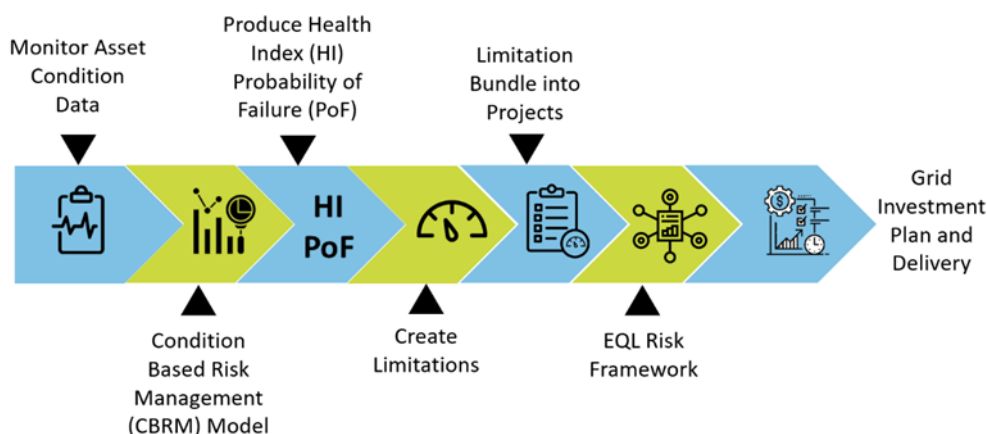 Monitor Asset
Condition
Data
Produce Health
Index (HI)
Probability of
Failure (PoF)
Limitation
Bundle into
Projects
HI
PoF
$
Grid
Investment
Plan and
Delivery
Condition
Based Risk
Management
(CBRM) Model
Create
Limitations
EQL Risk
Framework